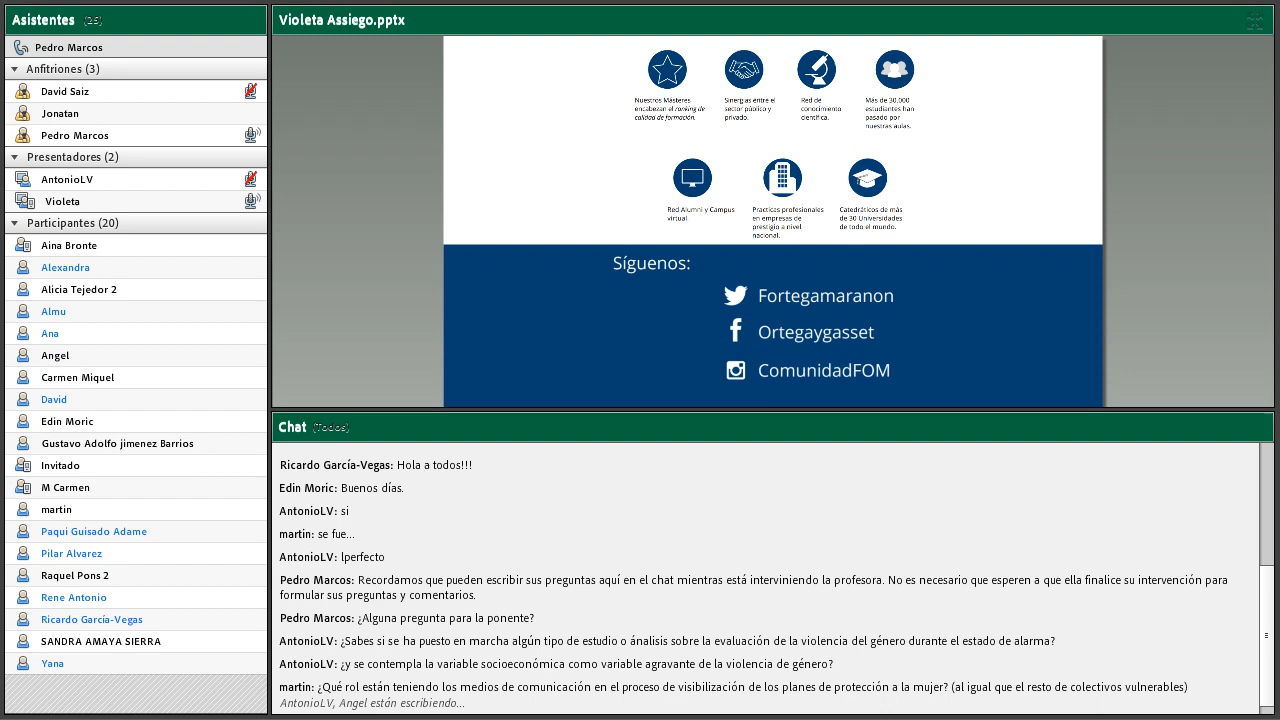 Asistentes (25)
Pedro Marcos
Anfitriones (3)
David Saiz
Jonatan
Pedro Marcos
Presentadores (2)
AntonioLV
Violeta
Participantes (20)
Aina Bronte
Alexandra
Alicia Tejedor 2
Almu
Ana
Angel
Carmen Miquel
David
Edin Moric
Gustavo Adolfo jimenez Barrios
Invitado
M Carmen
martin
Paqui Guisado Adame
Pilar Alvarez
Raquel Pons 2
Rene Antonio
Ricardo García-Vegas
SANDRA AMAYA SIERRA
Yana
Violeta Assiego.pptx
Nuestros Másteres
encabezan el ranking de
calidad de formación.
Sinergias entre el
sector público y
privado.
Red de
conocimiento
científica.
Más de 30.000
estudiantes han
pasado por
nuestras aulas.
Red Alumni y Campus
virtual.
Practicas profesionales
en empresas de
prestigio a nivel
nacional.
Catedráticos de más
de 30 Universidades
de todo el mundo.
Síguenos:
Fortegamaranon
Ortegaygasset
ComunidadFOM
Chat (Todos)
Ricardo García-Vegas: Hola a todos!!!
Edin Moric: Buenos días.
AntonioLV: si
martin: se fue...
AntonioLV: lperfecto
Pedro Marcos: Recordamos que pueden escribir sus preguntas aquí en el chat mientras está interviniendo la profesora. No es necesario que esperen a que ella finalice su intervención para
formular sus preguntas y comentarios.
Pedro Marcos: ¿Alguna pregunta para la ponente?
AntonioLV: ¿Sabes si se ha puesto en marcha algún tipo de estudio o ánalisis sobre la evaluación de la violencia del género durante el estado de alarma?
AntonioLV: ¿y se contempla la variable socioeconómica como variable agravante de la violencia de género?
martin: ¿Qué rol están teniendo los medios de comunicación en el proceso de visibilización de los planes de protección a la mujer? (al igual que el resto de colectivos vulnerables)
AntonioLV, Angel están escribiendo...